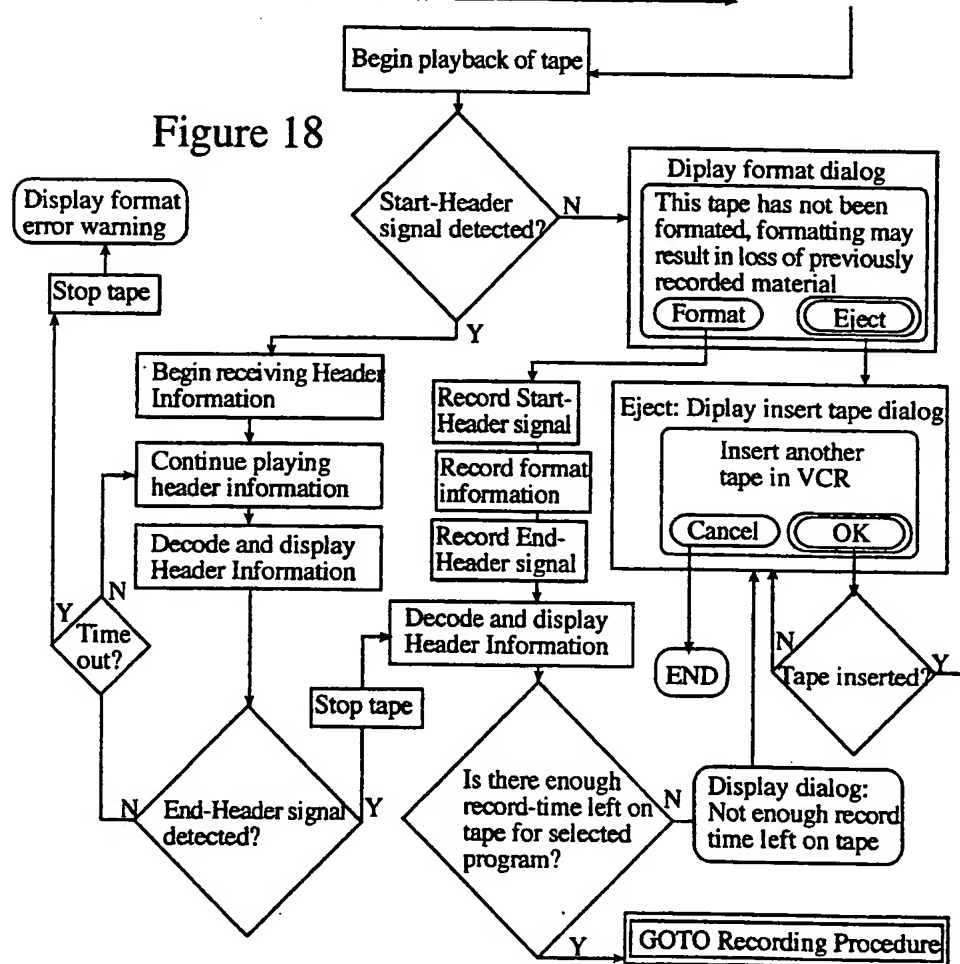 Begin playback of tape
Figure 18
Start-Header
signal detected?
N
Y
Diplay format dialog
This tape has not been
formated, formatting may
result in loss of previously
recorded material
Format
Eject
Display format
error warning
Stop tape
Begin receiving Header
Information
Continue playing
header information
Decode and display
Header Information
N
Y
Time
out?
Record Start-
Header signal
Record format
information
Record End-
Header signal
Eject: Diplay insert tape dialog
Insert another
tape in VCR
Cancel
OK
Decode and display
Header Information
END
N
Y
Tape inserted?
Stop tape
N
End-Header signal
detected?
Y
Is there enough
record-time left on
tape for selected
program?
N
Y
Display dialog:
Not enough record
time left on tape
GOTO Recording Procedure